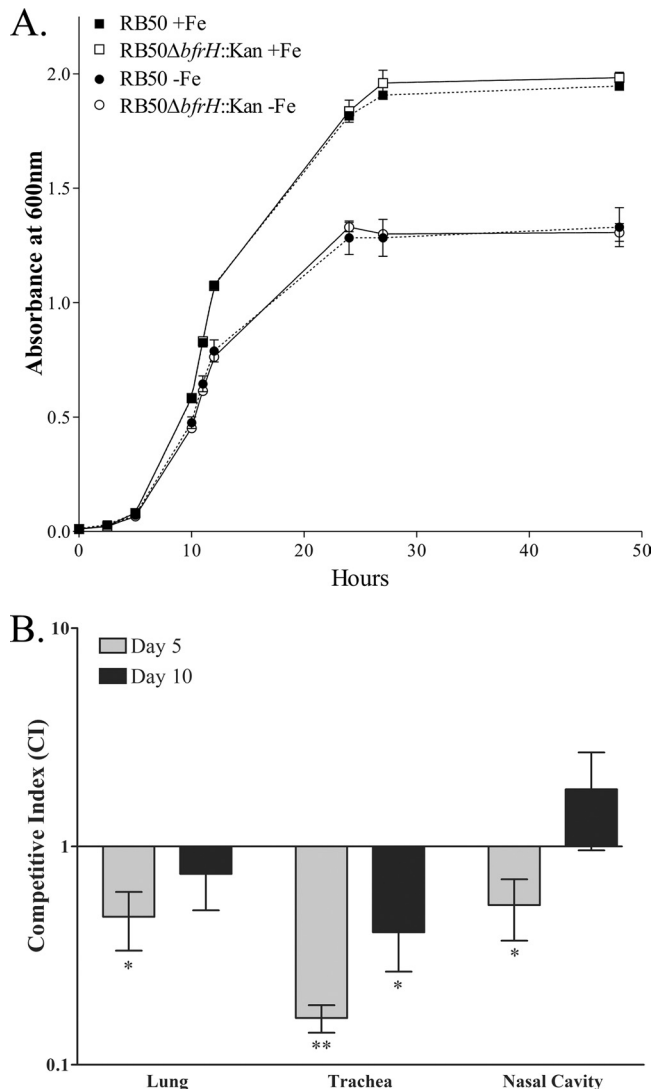 A.
RB50 +Fe
RB50ΔbfrH::Kan +Fe
RB50 -Fe
RB50ΔbfrH::Kan -Fe
2.0
1.5
1.0
0.5
0.0
Absorbance at 600nm
0 10 20 30 40 50
Hours
B.
Day 5
Day 10
10
1
0.1
Competitive Index (CI)
* ** * *
Lung Trachea Nasal Cavity